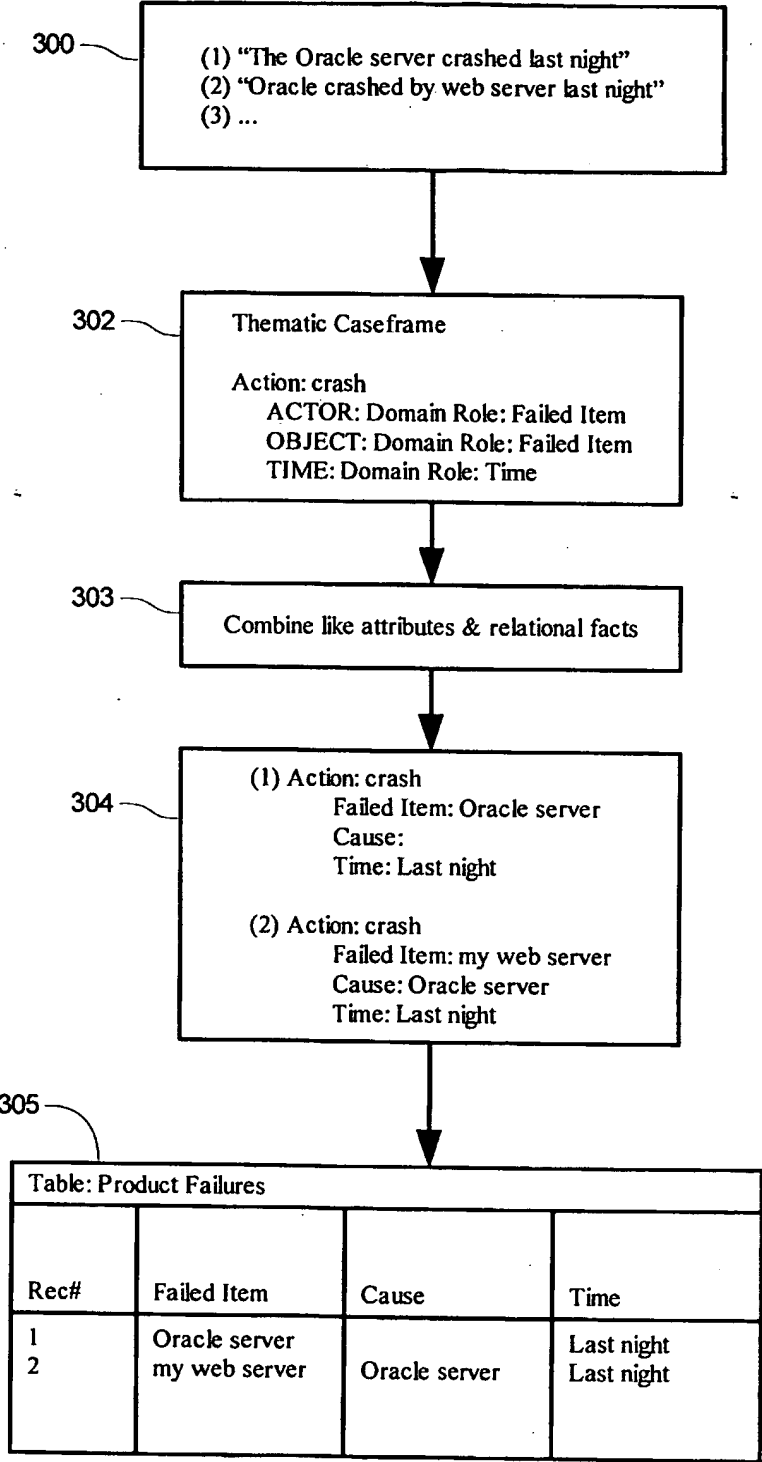 300
(1) “The Oracle server crashed last night”
(2) “Oracle crashed by web server last night”
(3) ...
302
Thematic Caseframe
Action: crash
ACTOR: Domain Role: Failed Item
OBJECT: Domain Role: Failed Item
TIME: Domain Role: Time
303
Combine like attributes & relational facts
304
(1) Action: crash
Failed Item: Oracle server
Cause:
Time: Last night
(2) Action: crash
Failed Item: my web server
Cause: Oracle server
Time: Last night
305
Table: Product Failures
Rec# Failed Item Cause Time
1 Oracle server Last night
2 my web server Oracle server Last night